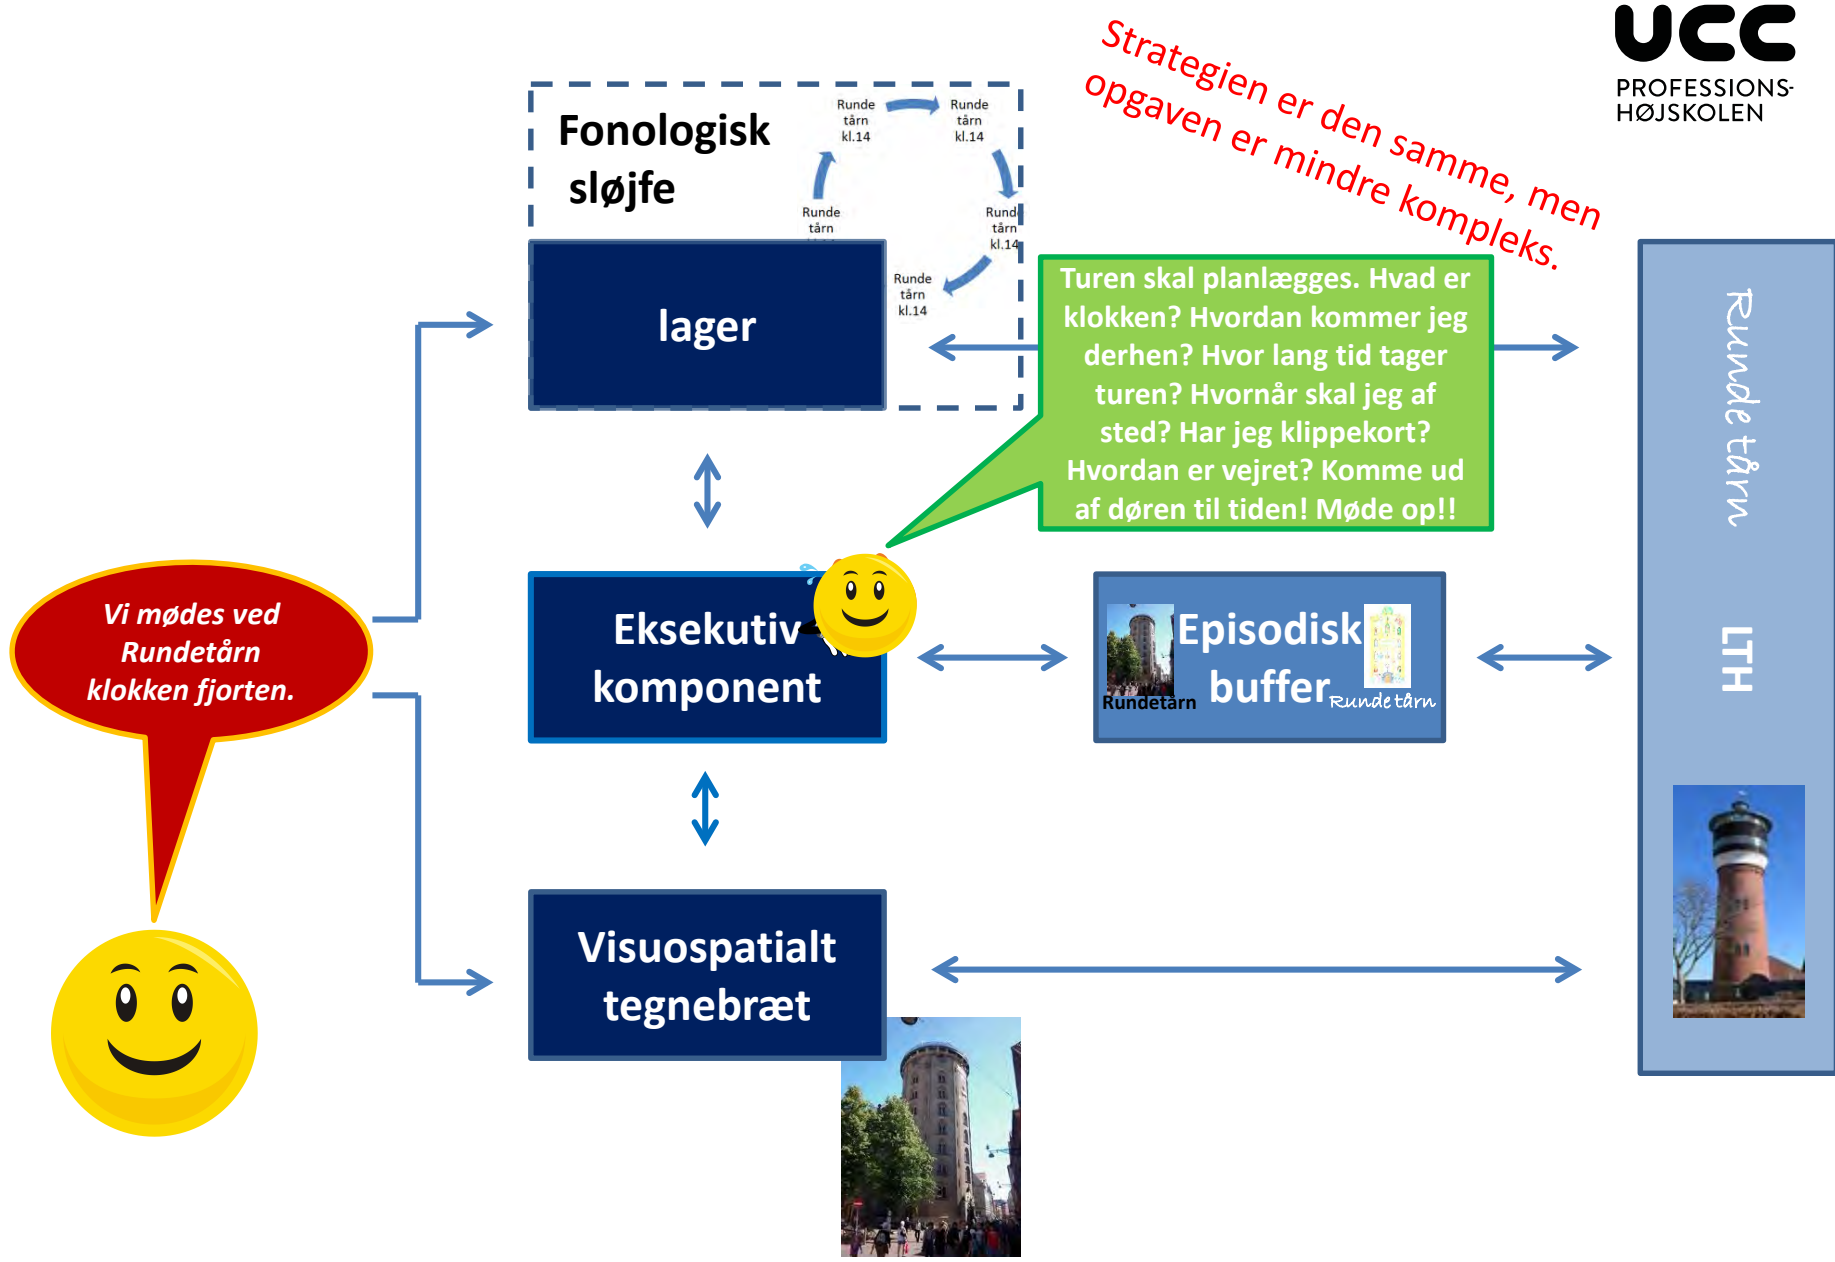 UCC
PROFESSIONS-
HØJSKOLEN
Strategien er den samme, men
opgaven er mindre kompleks.
Fonologisk
sløjfe
Runde
tårn
kl.14
Runde
tårn
kl.14
Runde
tårn
Runde
tårn
kl.14
Runde
tårn
kl.14
lager
Turen skal planlægges. Hvad er
klokken? Hvordan kommer jeg
derhen? Hvor lang tid tager
turen? Hvornår skal jeg af
sted? Har jeg klippekort?
Hvordan er vejret? Komme ud
af døren til tiden! Møde op!!
Vi mødes ved
Rundetårn
klokken fjorten.
Eksekutiv
komponent
Episodisk
buffer
Rundetårn
Runde tårn
Visuospatialt
tegnebræt
Runde tårn
LTH